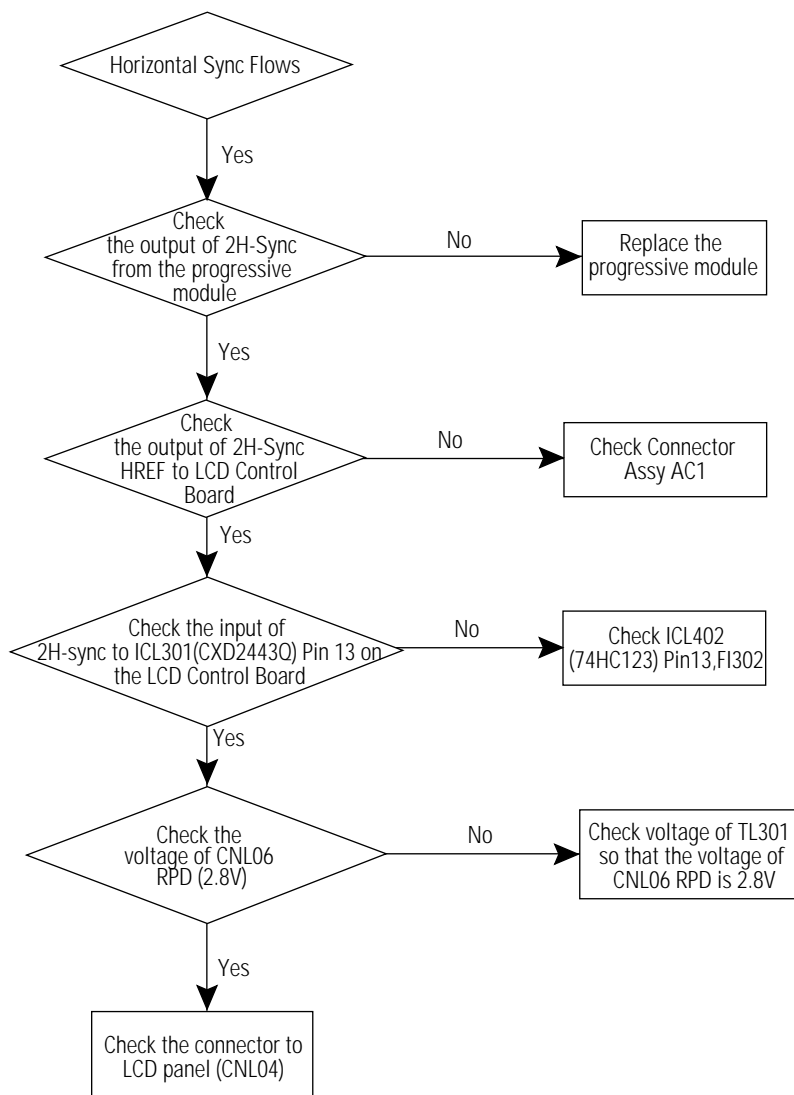 Horizontal Sync Flows
Yes
Check
the output of 2H-Sync
from the progressive
module
No
Replace the
progressive module
Yes
Check
the output of 2H-Sync
HREF to LCD Control
Board
No
Check Connector
Assy AC1
Yes
Check the input of
2H-sync to ICL301(CXD2443Q) Pin 13 on
the LCD Control Board
No
Check ICL402
(74HC123) Pin13,FI302
Yes
Check the
voltage of CNL06
RPD (2.8V)
No
Check voltage of TL301
so that the voltage of
CNL06 RPD is 2.8V
Yes
Check the connector to
LCD panel (CNL04)